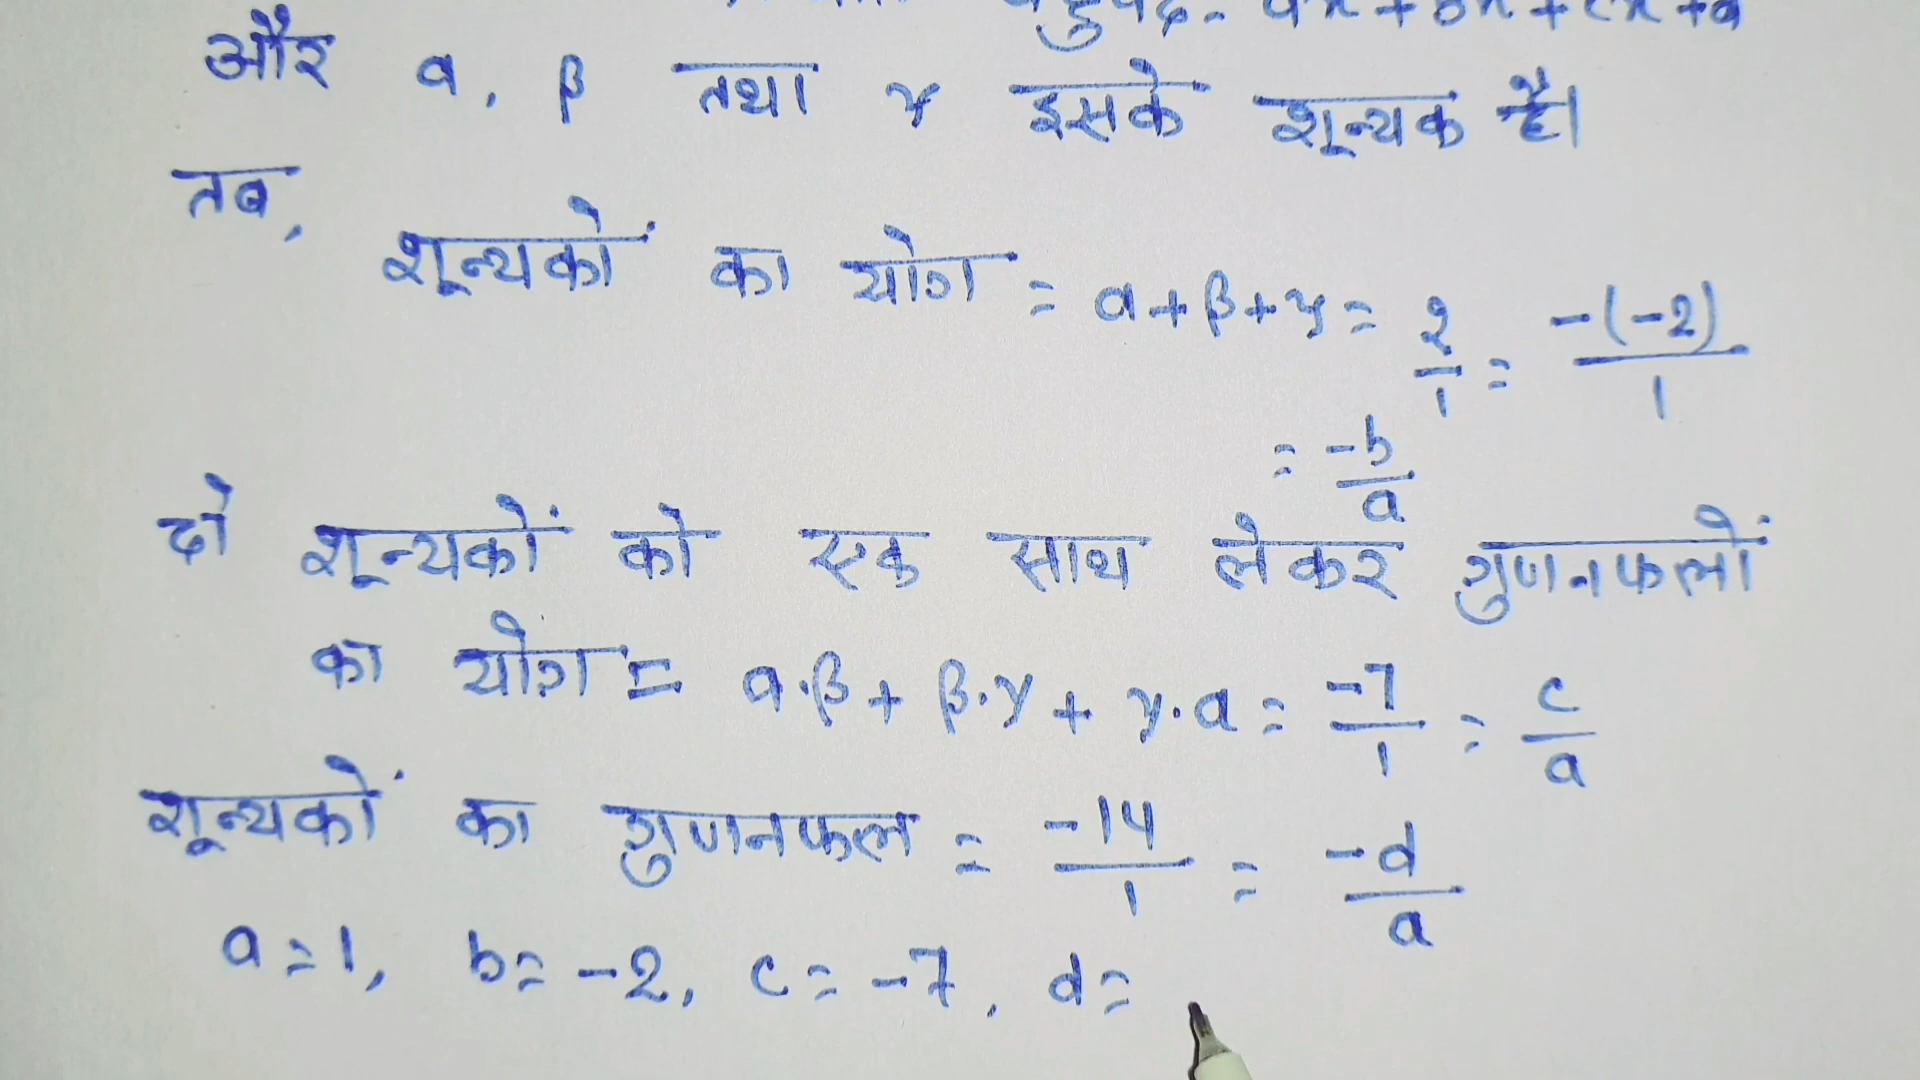 और α, β तथा γ इसके शून्यक है।
तब,
शून्यकों का योग = α+β+γ = 2/1 = -(-2)/1
= -b/a
दो शून्यकों को एक साथ लेकर गुणनफलों
का योग = α·β + β·γ + γ·α = -7/1 = c/a
शून्यकों का गुणनफल = -14/1 = -d/a
a=1, b= -2, c= -7, d=